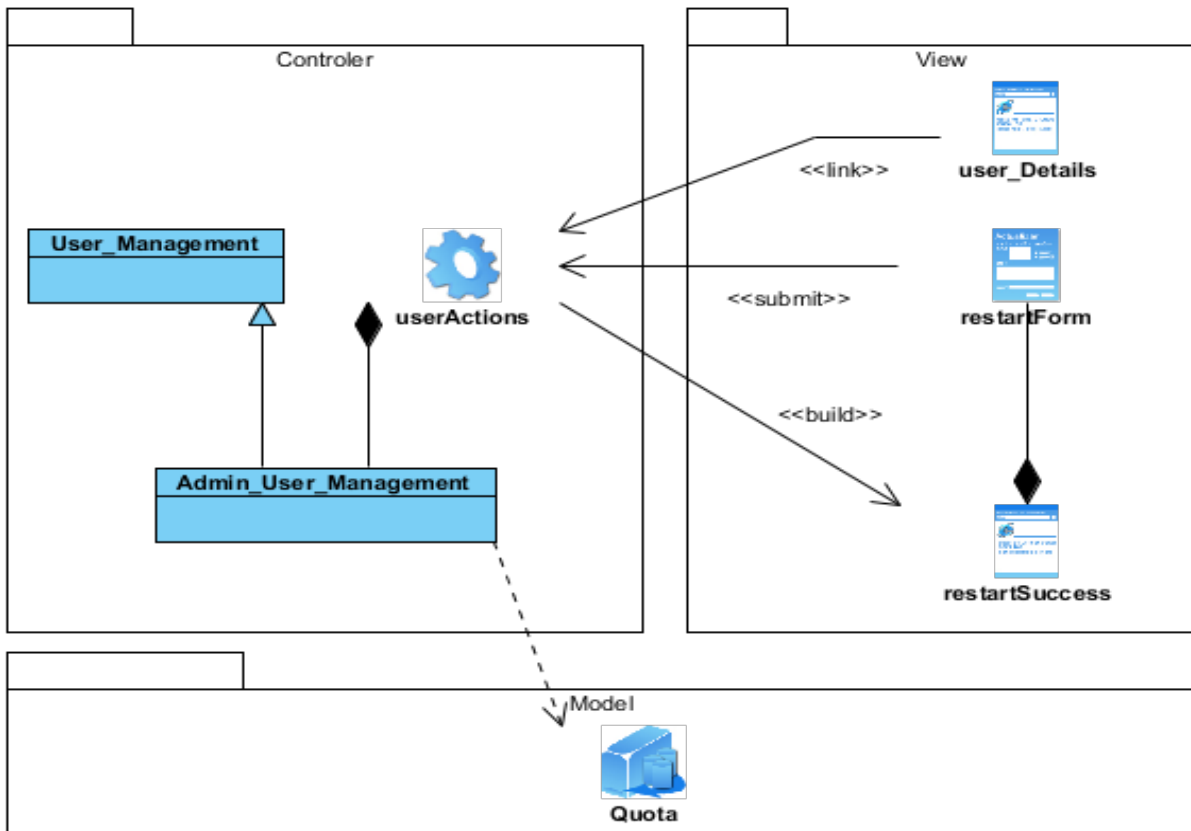 Controler
View
user_Details
<<link>>
User_Management
userActions
<<submit>>
restartForm
<<build>>
Admin_User_Management
restartSuccess
Model
Quota